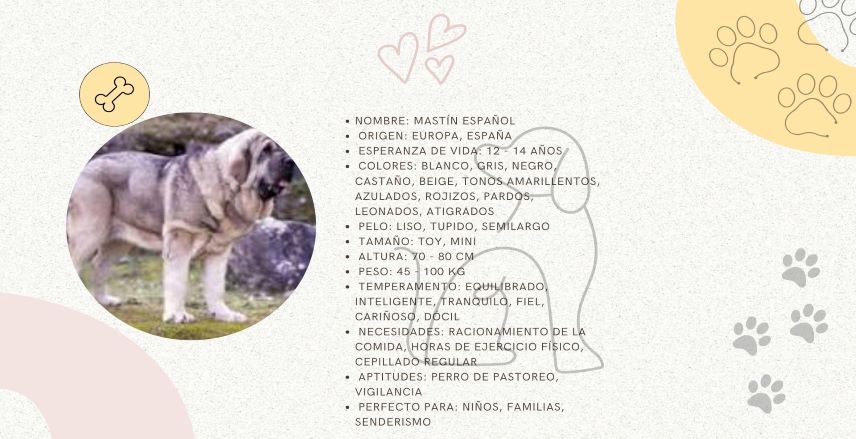 NOMBRE: MASTÍN ESPAÑOL
ORIGEN: EUROPA, ESPAÑA
ESPERANZA DE VIDA: 12 - 14 AÑOS
COLORES: BLANCO, GRIS, NEGRO,
CASTAÑO, BEIGE, TONOS AMARILLENTOS,
AZULADOS, ROJIZOS, PARDOS,
LEONADOS, ATIGRADOS
PELO: LISO, TUPIDO, SEMILARGO
TAMAÑO: TOY, MINI
ALTURA: 70 - 80 CM
PESO: 45 - 100 KG
TEMPERAMENTO: EQUILIBRADO,
INTELIGENTE, TRANQUILO, FIEL,
CARIÑOSO, DÓCIL
NECESIDADES: RACIONAMIENTO DE LA
COMIDA, HORAS DE EJERCICIO FÍSICO,
CEPILLADO REGULAR
APTITUDES: PERRO DE PASTOREO,
VIGILANCIA
PERFECTO PARA: NIÑOS, FAMILIAS,
SENDERISMO